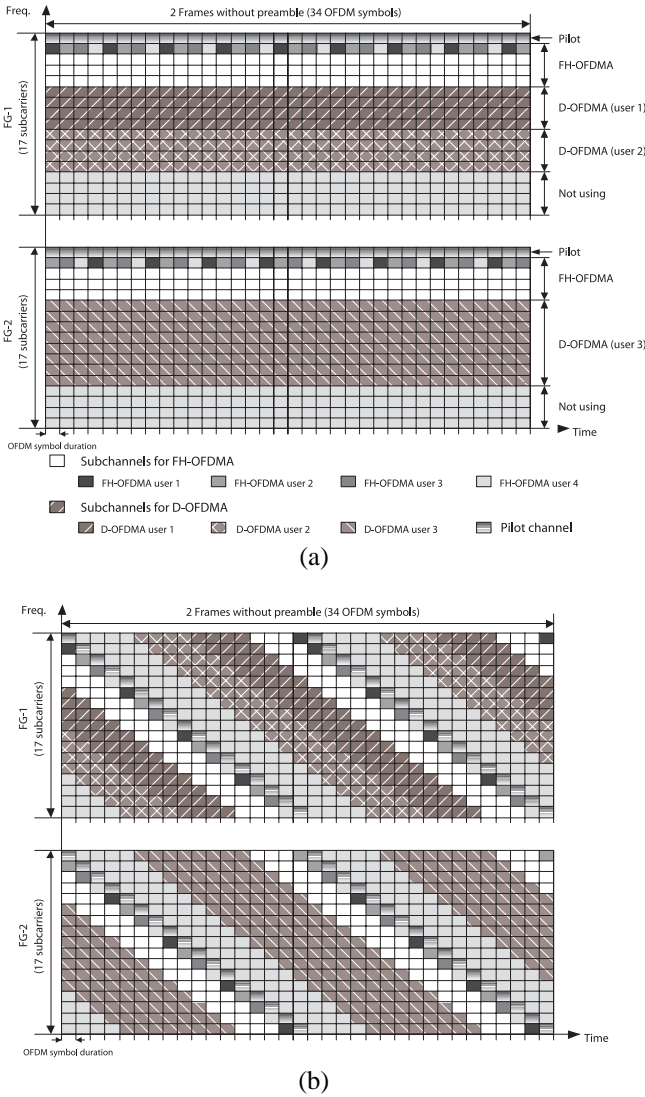 Freq.
2 Frames without preamble (34 OFDM symbols)
Pilot
FH-OFDMA
FG-1
(17 subcarriers)
D-OFDMA (user 1)
D-OFDMA (user 2)
Not using
Pilot
FH-OFDMA
FG-2
(17 subcarriers)
D-OFDMA (user 3)
Not using
Time
OFDM symbol duration
Subchannels for FH-OFDMA
FH-OFDMA user 1 FH-OFDMA user 2 FH-OFDMA user 3 FH-OFDMA user 4
Subchannels for D-OFDMA
D-OFDMA user 1 D-OFDMA user 2 D-OFDMA user 3 Pilot channel
(a)
Freq.
2 Frames without preamble (34 OFDM symbols)
FG-1
(17 subcarriers)
FG-2
(17 subcarriers)
Time
OFDM symbol duration
(b)